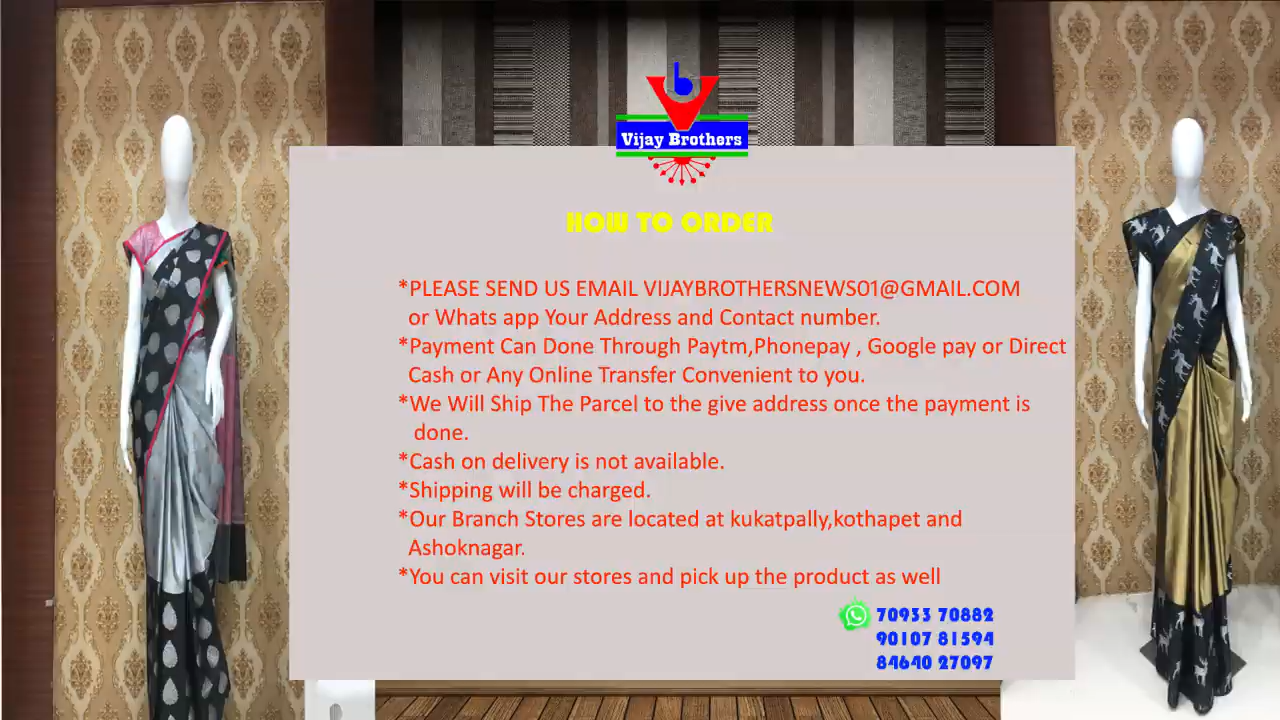 Vijay Brothers
HOW TO ORDER
*PLEASE SEND US EMAIL VIJAYBROTHERSNEWS01@GMAIL.COM
or Whats app Your Address and Contact number.
*Payment Can Done Through Paytm,Phonepay , Google pay or Direct
Cash or Any Online Transfer Convenient to you.
*We Will Ship The Parcel to the give address once the payment is
done.
*Cash on delivery is not available.
*Shipping will be charged.
*Our Branch Stores are located at kukatpally,kothapet and
Ashoknagar.
*You can visit our stores and pick up the product as well
70933 70882
90107 81594
84640 27097